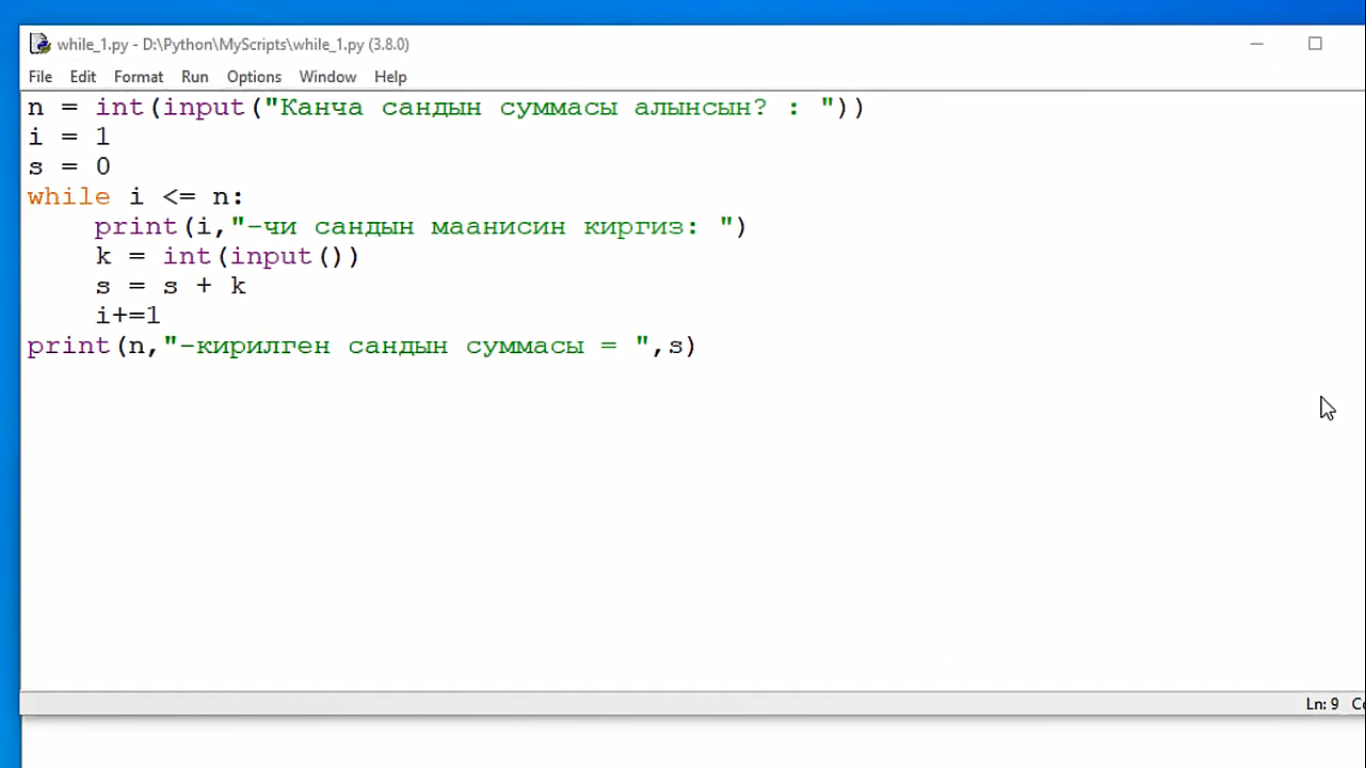 while_1.py - D:\Python\MyScripts\while_1.py (3.8.0)
File Edit Format Run Options Window Help
n = int(input("Канча сандын суммасы алынсын? : "))
i = 1
s = 0
while i <= n:
    print(i,"-чи сандын маанисин киргиз: ")
    k = int(input())
    s = s + k
    i+=1
print(n,"-кирилген сандын суммасы = ",s)
Ln: 9